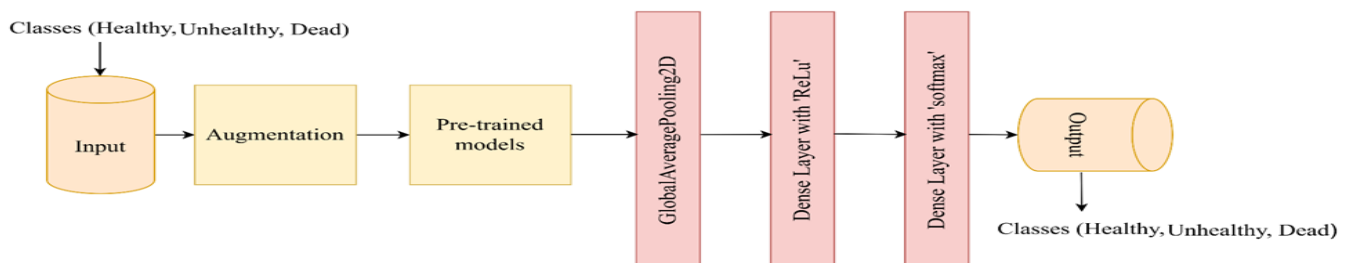 Classes (Healthy, Unhealthy, Dead)
Input
Augmentation
Pre-trained
models
GlobalAveragePooling2D
Dense Layer with 'ReLu'
Dense Layer with 'softmax'
Output
Classes (Healthy, Unhealthy, Dead)